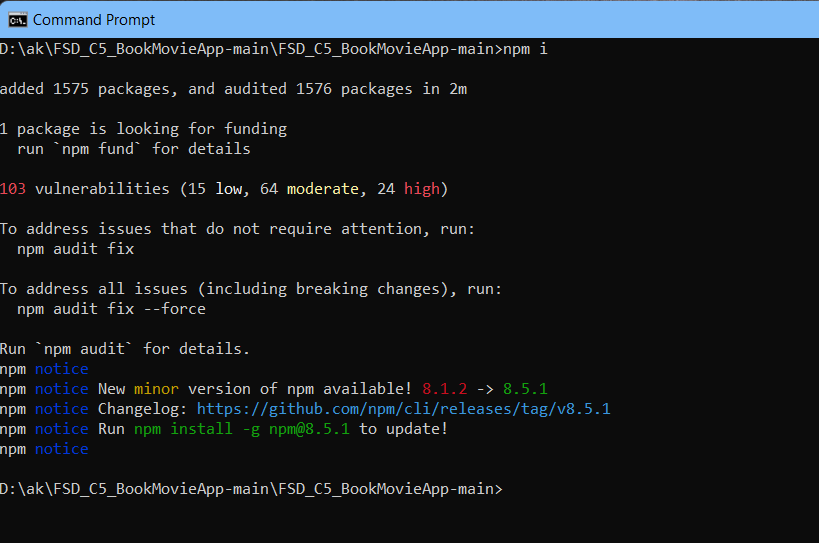 Command Prompt
D:\ak\FSD_C5_BookMovieApp-main\FSD_C5_BookMovieApp-main>npm i
added 1575 packages, and audited 1576 packages in 2m
1 package is looking for funding
  run `npm fund` for details
103 vulnerabilities (15 low, 64 moderate, 24 high)
To address issues that do not require attention, run:
  npm audit fix
To address all issues (including breaking changes), run:
  npm audit fix --force
Run `npm audit` for details.
npm notice
npm notice New minor version of npm available! 8.1.2 -> 8.5.1
npm notice Changelog: https://github.com/npm/cli/releases/tag/v8.5.1
npm notice Run npm install -g npm@8.5.1 to update!
npm notice
D:\ak\FSD_C5_BookMovieApp-main\FSD_C5_BookMovieApp-main>